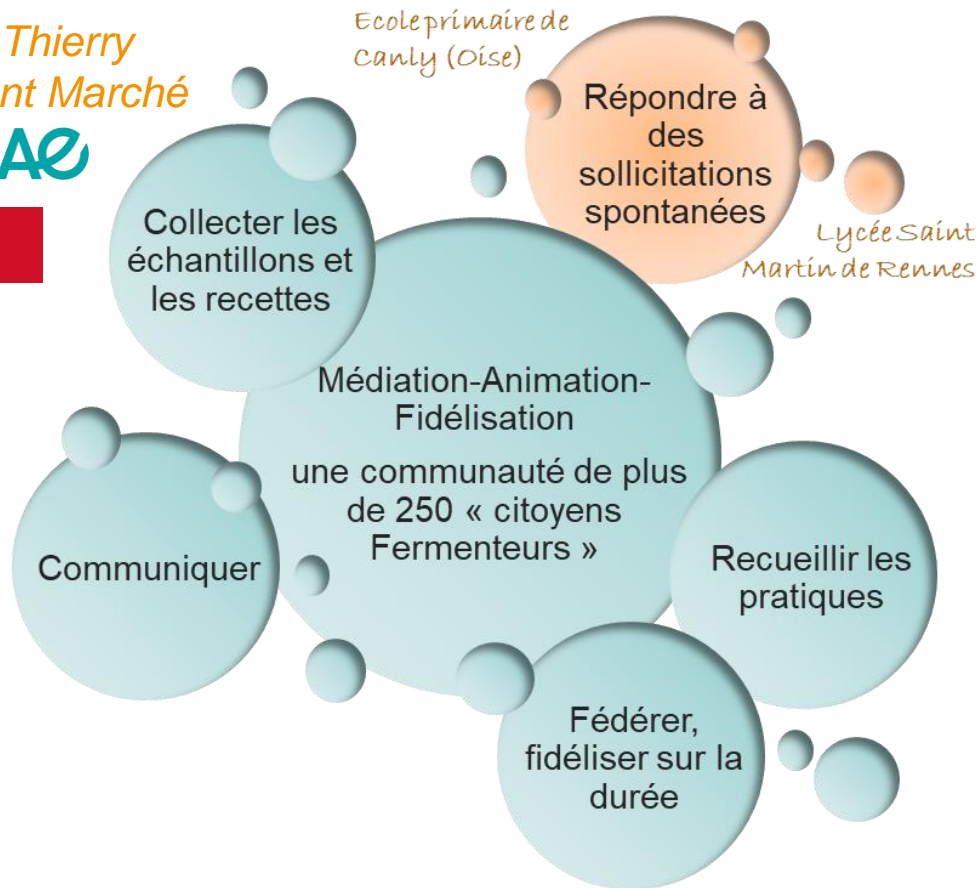 Thierry
nt Marché
Ecole primaire de
Canly (Oise)
Répondre à
des
sollicitations
spontanées
Lycée Saint
Martin de Rennes
Collecter les
échantillons et
les recettes
Médiation-Animation-
Fidélisation
une communauté de plus
de 250 « citoyens
Fermenteurs »
Communiquer
Recueillir les
pratiques
Fédérer,
fidéliser sur la
durée